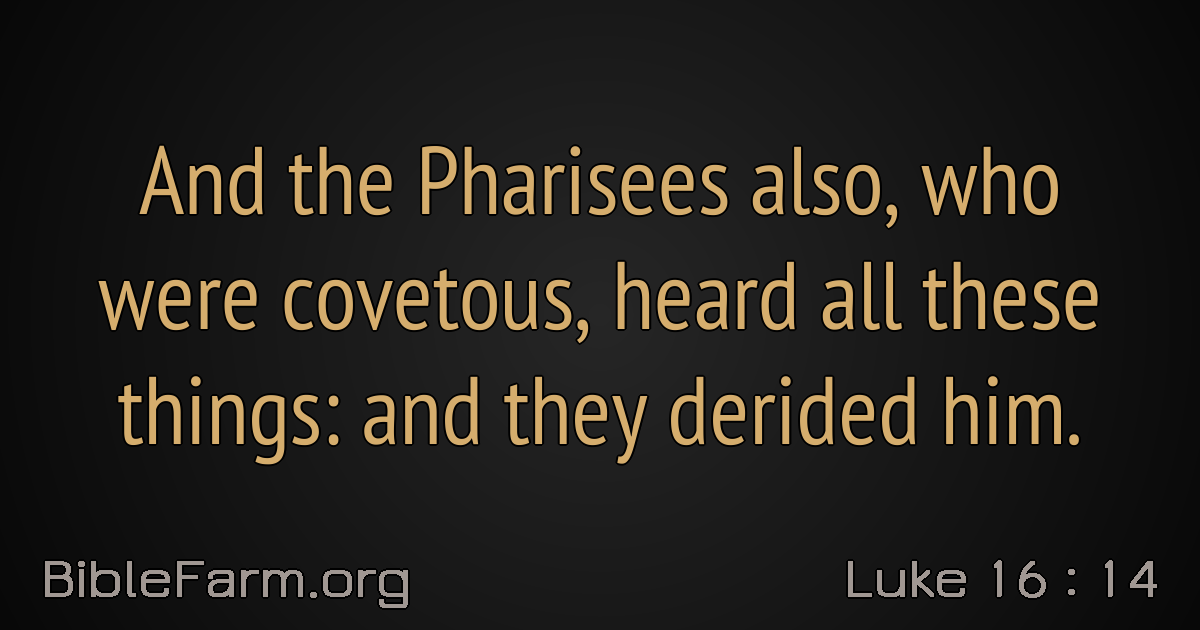 And the Pharisees also, who
were covetous, heard all these
things: and they derided him.
BibleFarm.org
Luke 16 : 14